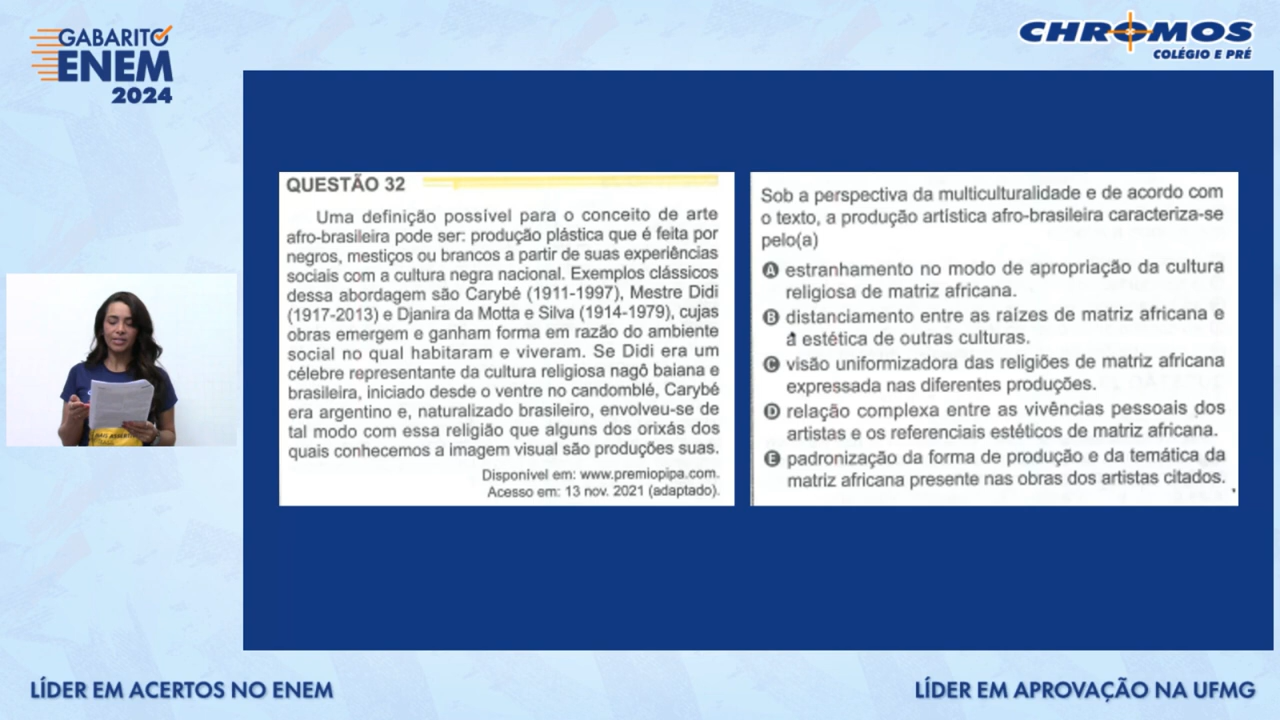 GABARITO
ENEM
2024
CHROMOS
COLÉGIO E PRÉ
QUESTÃO 32
Uma definição possível para o conceito de arte
afro-brasileira pode ser: produção plástica que é feita por
negros, mestiços ou brancos a partir de suas experiências
sociais com a cultura negra nacional. Exemplos clássicos
dessa abordagem são Carybé (1911-1997), Mestre Didi
(1917-2013) e Djanira da Motta e Silva (1914-1979), cujas
obras emergem e ganham forma em razão do ambiente
social no qual habitaram e viveram. Se Didi era um
célebre representante da cultura religiosa nagô baiana e
brasileira, iniciado desde o ventre no candomblé, Carybé
era argentino e, naturalizado brasileiro, envolveu-se de
tal modo com essa religião que alguns dos orixás dos
quais conhecemos a imagem visual são produções suas.
Disponível em: www.premiopipa.com.
Acesso em: 13 nov. 2021 (adaptado).
Sob a perspectiva da multiculturalidade e de acordo com
o texto, a produção artística afro-brasileira caracteriza-se
pelo(a)
A estranhamento no modo de apropriação da cultura
religiosa de matriz africana.
B distanciamento entre as raízes de matriz africana e
a estética de outras culturas.
C visão uniformizadora das religiões de matriz africana
expressada nas diferentes produções.
D relação complexa entre as vivências pessoais dos
artistas e os referenciais estéticos de matriz africana.
E padronização da forma de produção e da temática da
matriz africana presente nas obras dos artistas citados.
LÍDER EM ACERTOS NO ENEM
LÍDER EM APROVAÇÃO NA UFMG